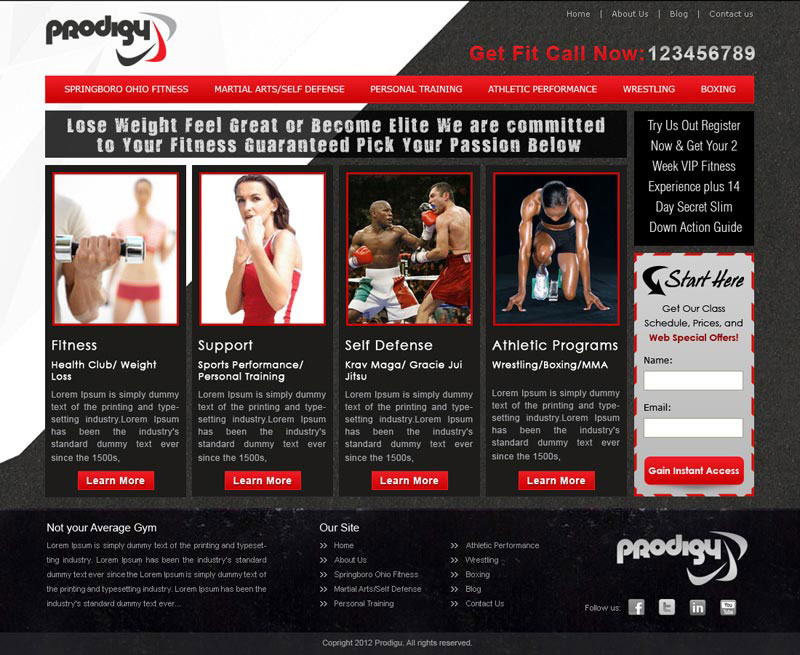 Home | About Us | Blog | Contact us
Prodigy
Get Fit Call Now:123456789
SPRINGBORO OHIO FITNESS MARTIAL ARTS/SELF DEFENSE PERSONAL TRAINING ATHLETIC PERFORMANCE WRESTLING BOXING
Lose Weight Feel Great or Become Elite We are committed
to Your Fitness Guaranteed Pick Your Passion Below
Try Us Out Register
Now & Get Your 2
Week VIP Fitness
Experience plus 14
Day Secret Slim
Down Action Guide
Fitness
Health Club/ Weight
Loss
Lorem Ipsum is simply dummy
text of the printing and type-
setting industry.Lorem Ipsum
has been the industry's
standard dummy text ever
since the 1500s,
Learn More
Support
Sports Performance/
Personal Training
Lorem Ipsum is simply dummy
text of the printing and type-
setting industry.Lorem Ipsum
has been the industry's
standard dummy text ever
since the 1500s,
Learn More
Self Defense
Krav Maga/ Gracie Jui
Jitsu
Lorem Ipsum is simply dummy
text of the printing and type-
setting industry.Lorem Ipsum
has been the industry's
standard dummy text ever
since the 1500s,
Learn More
Athletic Programs
Wrestling/Boxing/MMA
Lorem Ipsum is simply dummy
text of the printing and type-
setting industry.Lorem Ipsum
has been the industry's
standard dummy text ever
since the 1500s,
Learn More
Start Here
Get Our Class
Schedule, Prices, and
Web Special Offers!
Name:
Email:
Gain Instant Access
Not your Average Gym
Lorem Ipsum is simply dummy text of the printing and typeset-
ting industry. Lorem Ipsum has been the industry's standard
dummy text ever since the Lorem Ipsum is simply dummy text of
the printing and typesetting industry. Lorem Ipsum has been the
industry's standard dummy text ever...
Our Site
» Home
» About Us
» Springboro Ohio Fitness
» Martial Arts/Self Defense
» Personal Training
» Athletic Performance
» Wrestling
» Boxing
» Blog
» Contact Us
Prodigy
Follow us: f t in You Tube
Copright 2012 Prodigu. All rights reserved.